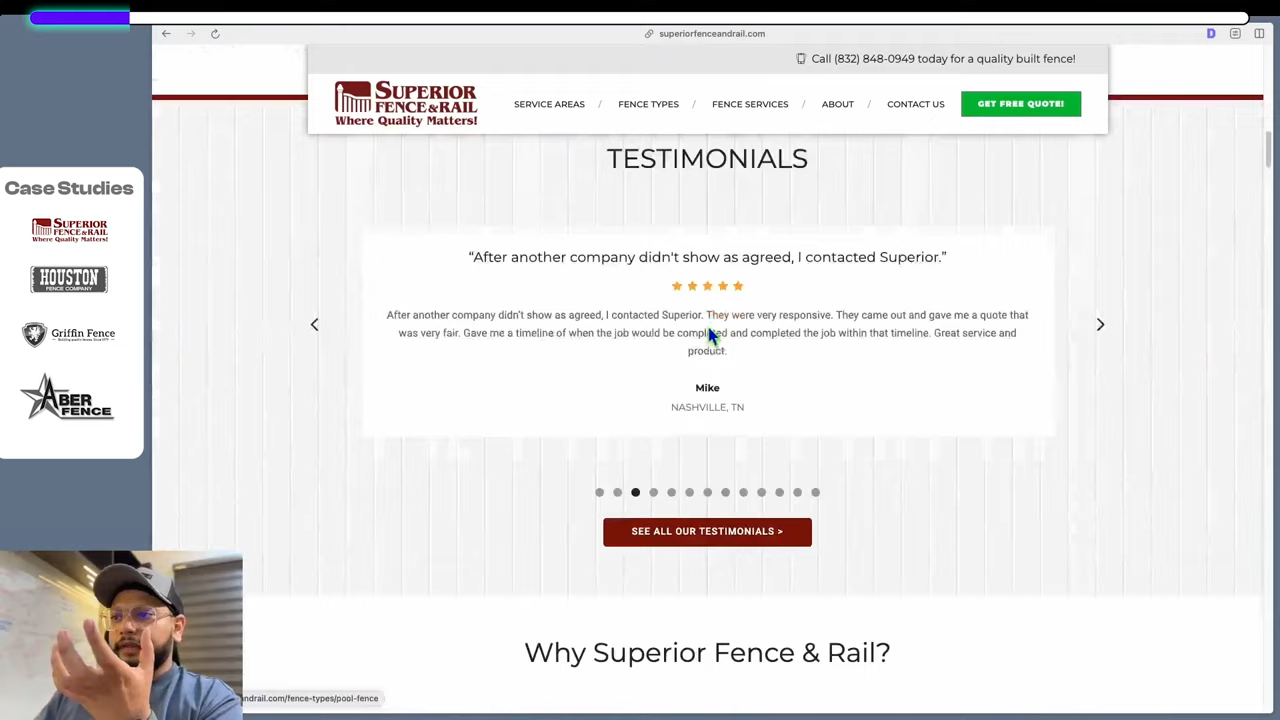 superiorfenceandrail.com
Call (832) 848-0949 today for a quality built fence!
SUPERIOR
FENCE & RAIL
Where Quality Matters!
SERVICE AREAS / FENCE TYPES / FENCE SERVICES / ABOUT / CONTACT US
GET FREE QUOTE!
Case Studies
SUPERIOR
FENCE & RAIL
Where Quality Matters!
HOUSTON
FENCE COMPANY
Griffin Fence
ABER
FENCE
TESTIMONIALS
“After another company didn't show as agreed, I contacted Superior.”
After another company didn’t show as agreed, I contacted Superior. They were very responsive. They came out and gave me a quote that
was very fair. Gave me a timeline of when the job would be completed and completed the job within that timeline. Great service and
product.
Mike
NASHVILLE, TN
SEE ALL OUR TESTIMONIALS >
Why Superior Fence & Rail?
ndrail.com/fence-types/pool-fence